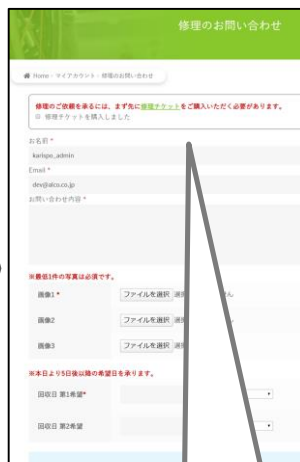 修理のお問い合わせ
Home › マイアカウント › 修理のお問い合わせ
修理のご依頼を承るには、まず先に修理チケットをご購入いただく必要があります。
修理チケットを購入しました
お名前 *
karispo_admin
Email *
dev@alco.co.jp
お問い合わせ内容 *
※最低1件の写真は必須です。
画像1 *
ファイルを選択 選
画像2
ファイルを選択 選
画像3
ファイルを選択 選
※本日より5日後以降の希望日を承ります。
回収日 第1希望*
回収日 第2希望